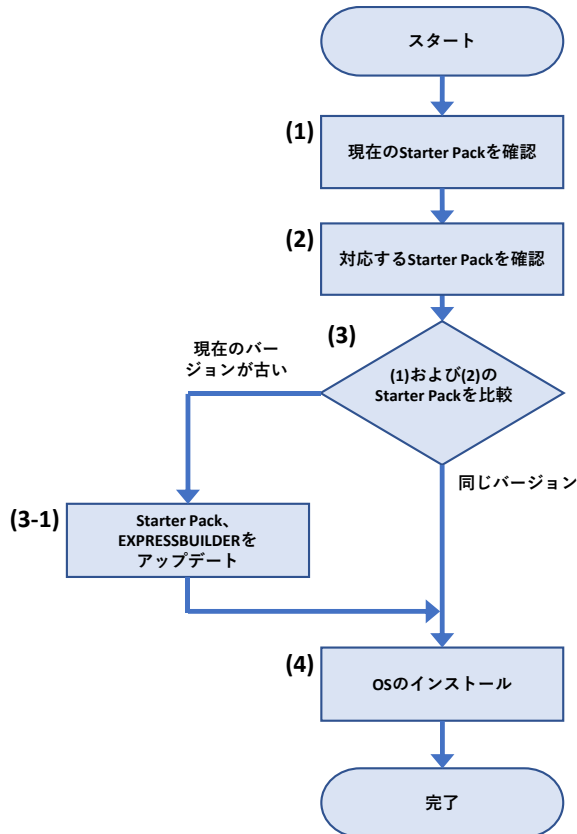 スタート
(1)
現在のStarter Packを確認
(2)
対応するStarter Packを確認
(3)
(1)および(2)の
Starter Packを比較
現在のバー
ジョンが古い
同じバージョン
(3-1)
Starter Pack、
EXPRESSBUILDERを
アップデート
(4)
OSのインストール
完了